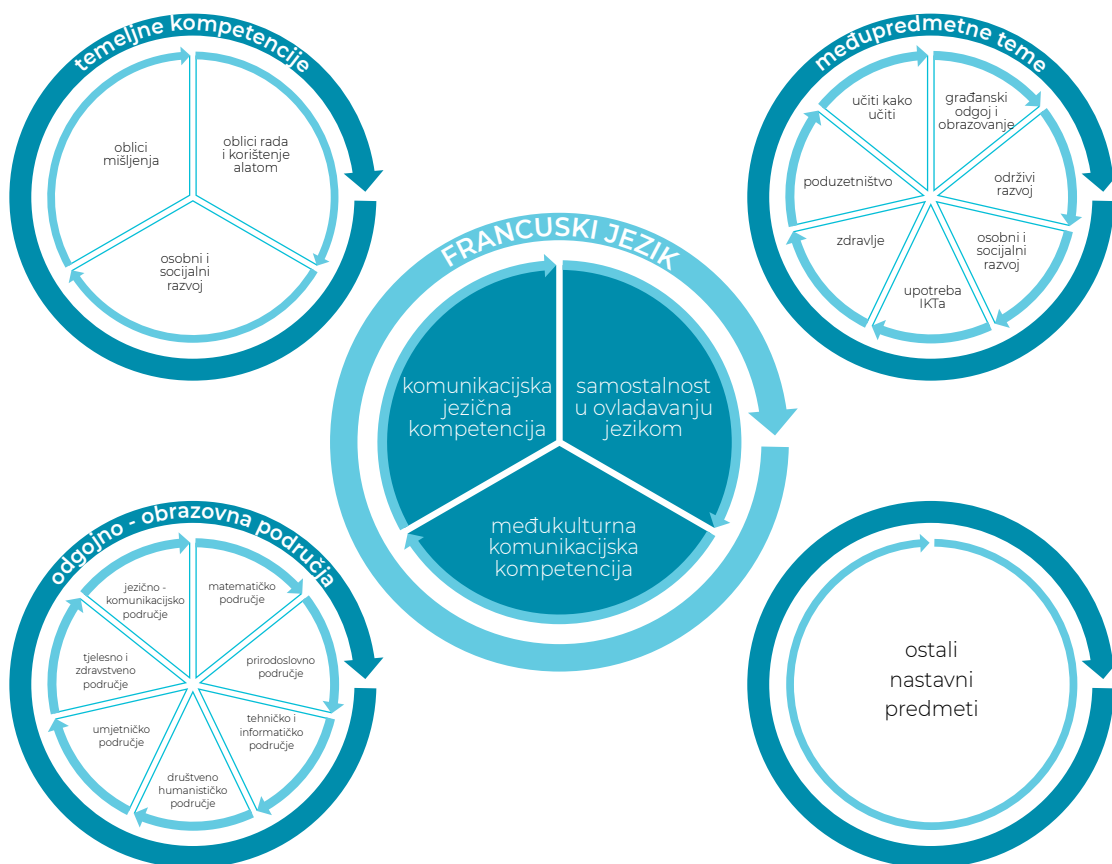 temeljne kompetencije
oblici
mišljenja
oblici rada
i korištenje
alatom
osobni i
socijalni
razvoj
međupredmetne teme
učiti kako
učiti
građanski
odgoj i
obrazovanje
održivi
razvoj
osobni i
socijalni
razvoj
upotreba
IKTa
zdravlje
poduzetništvo
FRANCUSKI JEZIK
komunikacijska
jezična
kompetencija
samostalnost
u ovladavanju
jezikom
međukulturna
komunikacijska
kompetencija
odgojno - obrazovna područja
jezično -
komunikacijsko
područje
matematičko
područje
prirodoslovno
područje
tehničko i
informatičko
područje
društveno
humanističko
područje
umjetničko
područje
tjelesno i
zdravstveno
područje
ostali
nastavni
predmeti